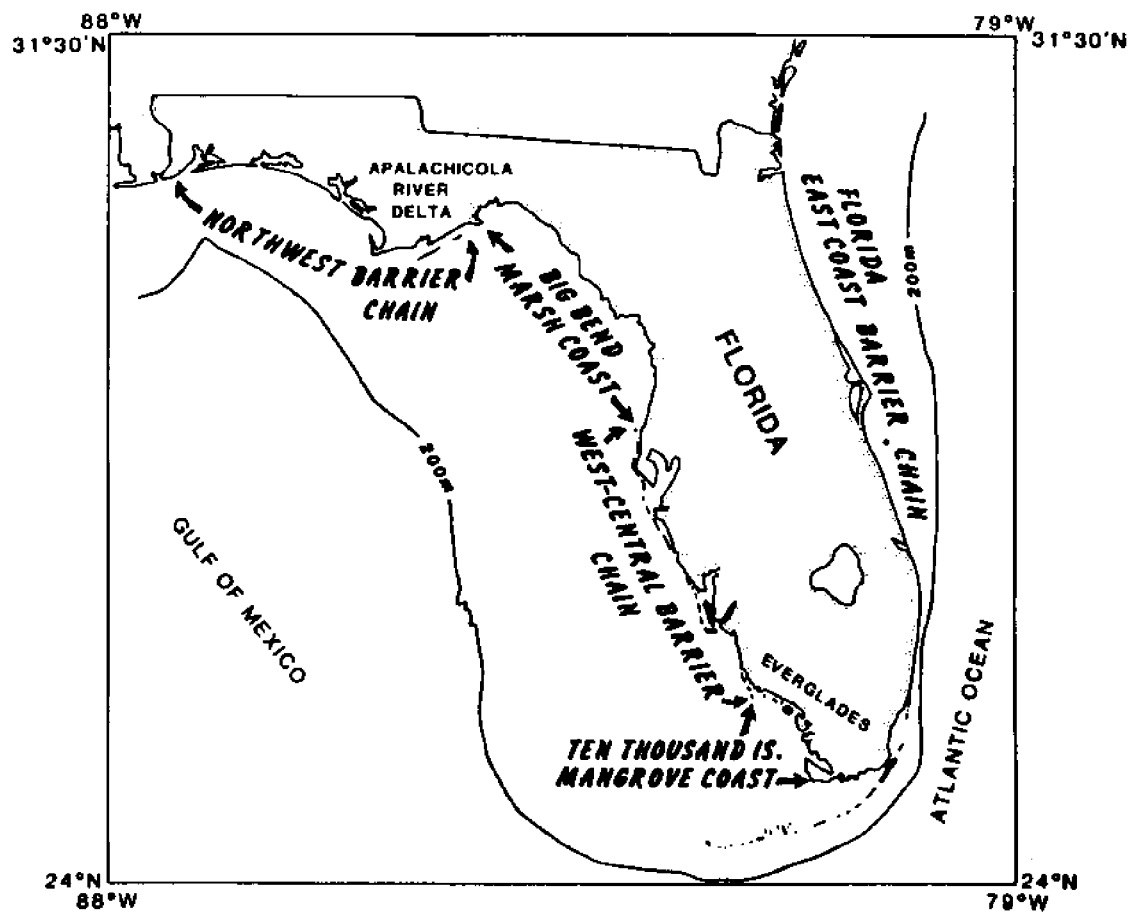 88°W
79°W
31°30'N
31°30'N
APALACHICOLA
RIVER
DELTA
NORTHWEST BARRIER
CHAIN
BIG BEND
MARSH COAST
FLORIDA
EAST COAST BARRIER. CHAIN
200m
FLORIDA
200m
WEST-CENTRAL BARRIER
CHAIN
GULF OF MEXICO
EVERGLADES
ATLANTIC OCEAN
TEN THOUSAND IS.
MANGROVE COAST
24°N
24°N
88°W
79°W